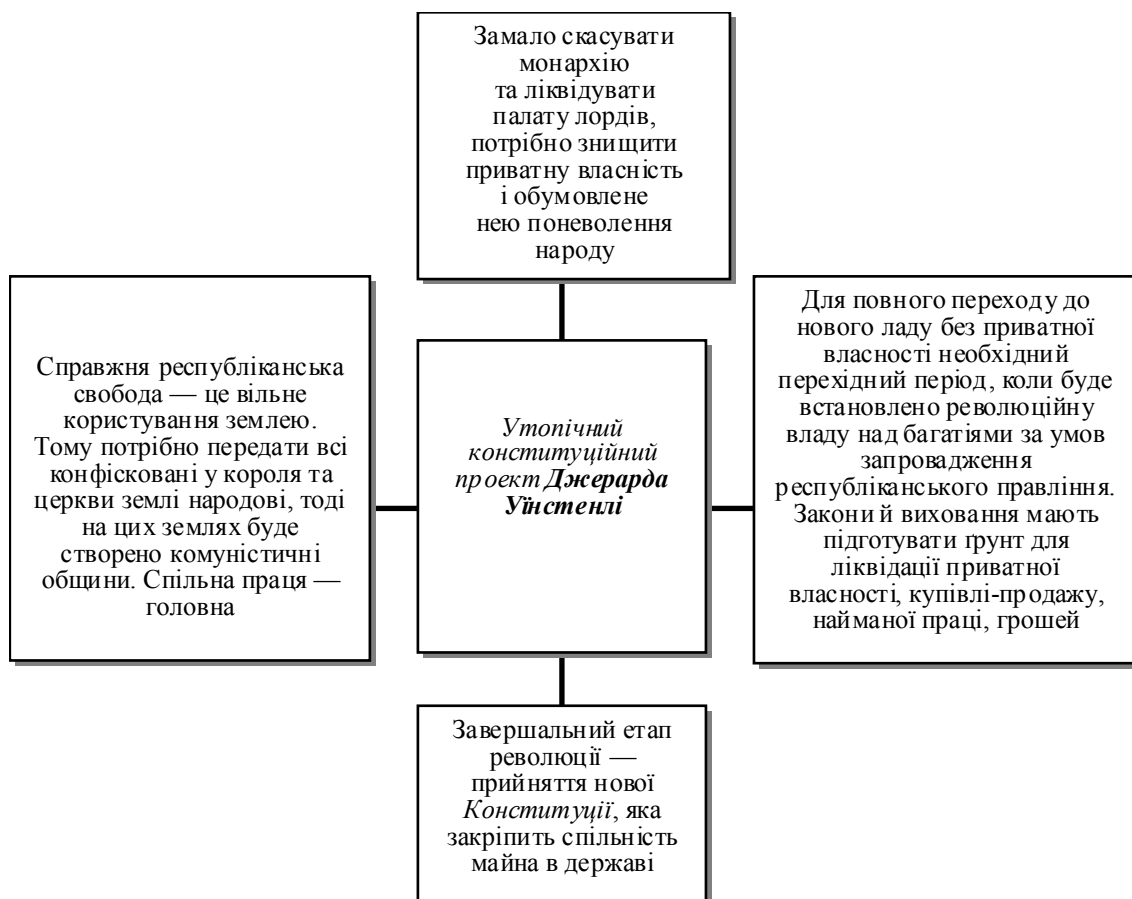 Замало скасувати
монархію
та ліквідувати
палату лордів,
потрібно знищити
приватну власність
і обумовлене
нею поневолення
народу
Справжня республіканська
свобода — це вільне
користування землею.
Тому потрібно передати всі
конфісковані у короля та
церкви землі народові, тоді
на цих землях буде
створено комуністичні
общини. Спільна праця —
головна
Утопічний
конституційний
проект Джерарда
Уїнстенлі
Для повного переходу до
нового ладу без приватної
власності необхідний
перехідний період, коли буде
встановлено революційну
владу над багатіями за умов
запровадження
республіканського правління.
Закони й виховання мають
підготувати ґрунт для
ліквідації приватної
власності, купівлі-продажу,
найманої праці, грошей
Завершальний етап
революції —
прийняття нової
Конституції, яка
закріпить спільність
майна в державі